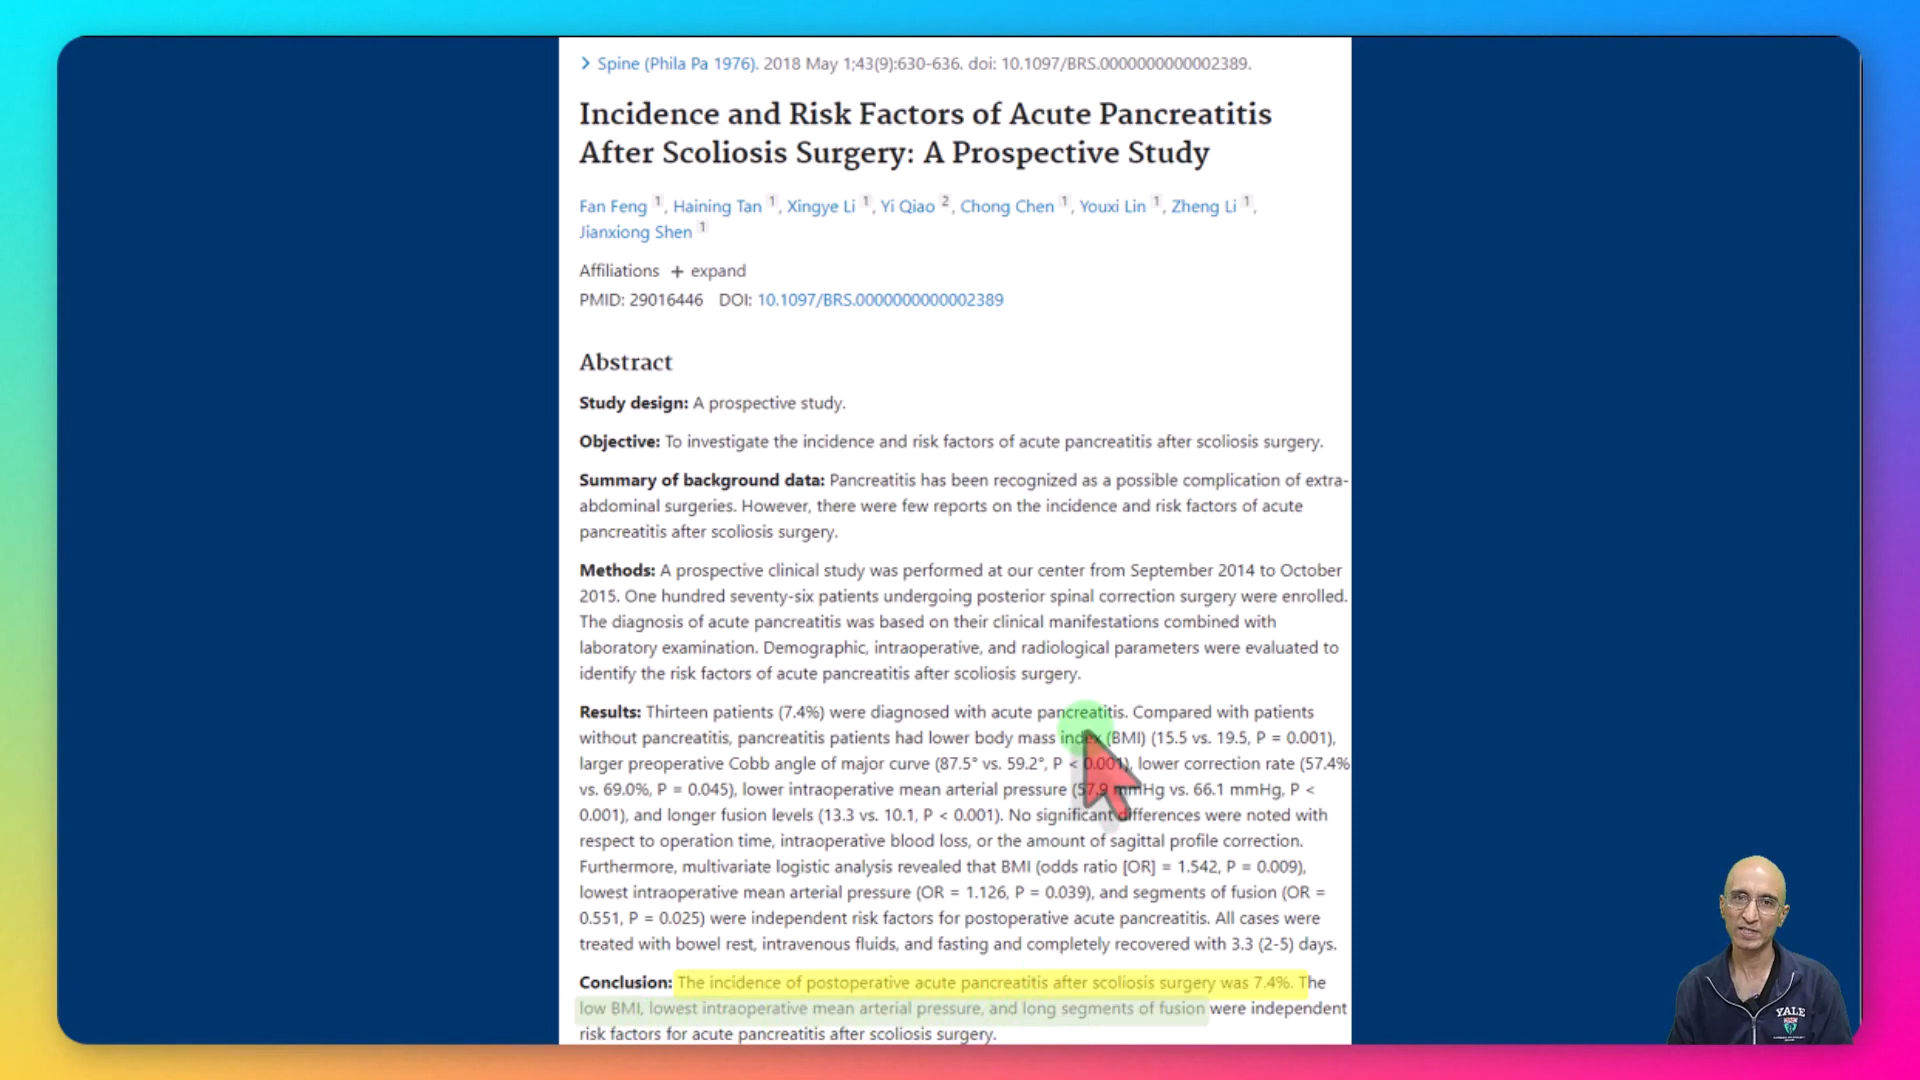 Spine (Phila Pa 1976). 2018 May 1;43(9):630-636. doi: 10.1097/BRS.0000000000002389.
Incidence and Risk Factors of Acute Pancreatitis
After Scoliosis Surgery: A Prospective Study
Fan Feng 1, Haining Tan 1, Xingye Li 1, Yi Qiao 2, Chong Chen 1, Youxi Lin 1, Zheng Li 1,
Jianxiong Shen 1
Affiliations + expand
PMID: 29016446 DOI: 10.1097/BRS.0000000000002389
Abstract
Study design: A prospective study.
Objective: To investigate the incidence and risk factors of acute pancreatitis after scoliosis surgery.
Summary of background data: Pancreatitis has been recognized as a possible complication of extra-
abdominal surgeries. However, there were few reports on the incidence and risk factors of acute
pancreatitis after scoliosis surgery.
Methods: A prospective clinical study was performed at our center from September 2014 to October
2015. One hundred seventy-six patients undergoing posterior spinal correction surgery were enrolled.
The diagnosis of acute pancreatitis was based on their clinical manifestations combined with
laboratory examination. Demographic, intraoperative, and radiological parameters were evaluated to
identify the risk factors of acute pancreatitis after scoliosis surgery.
Results: Thirteen patients (7.4%) were diagnosed with acute pancreatitis. Compared with patients
without pancreatitis, pancreatitis patients had lower body mass index (BMI) (15.5 vs. 19.5, P = 0.001),
larger preoperative Cobb angle of major curve (87.5° vs. 59.2°, P < 0.001), lower correction rate (57.4%
vs. 69.0%, P = 0.045), lower intraoperative mean arterial pressure (57.9 mmHg vs. 66.1 mmHg, P <
0.001), and longer fusion levels (13.3 vs. 10.1, P < 0.001). No significant differences were noted with
respect to operation time, intraoperative blood loss, or the amount of sagittal profile correction.
Furthermore, multivariate logistic analysis revealed that BMI (odds ratio [OR] = 1.542, P = 0.009),
lowest intraoperative mean arterial pressure (OR = 1.126, P = 0.039), and segments of fusion (OR =
0.551, P = 0.025) were independent risk factors for postoperative acute pancreatitis. All cases were
treated with bowel rest, intravenous fluids, and fasting and completely recovered with 3.3 (2-5) days.
Conclusion: The incidence of postoperative acute pancreatitis after scoliosis surgery was 7.4%. The
low BMI, lowest intraoperative mean arterial pressure, and long segments of fusion were independent
risk factors for acute pancreatitis after scoliosis surgery.
YALE